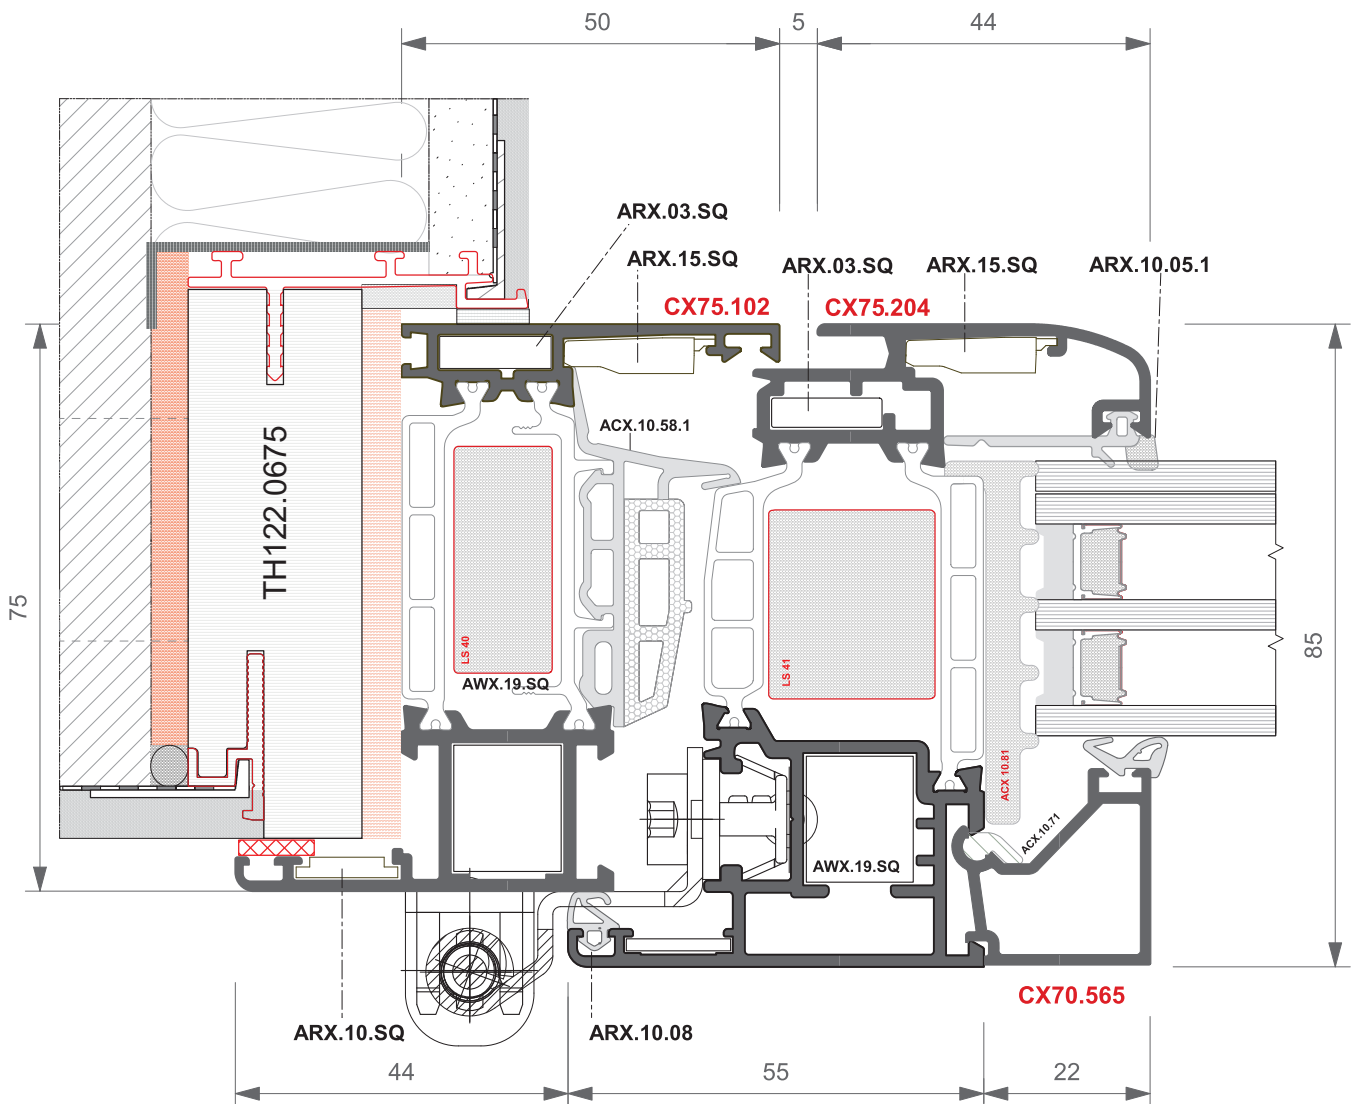 50
5
44
ARX.03.SQ
ARX.15.SQ
ARX.03.SQ
ARX.15.SQ
ARX.10.05.1
CX75.102
CX75.204
ACX.10.58.1
TH122.0675
75
85
LS 40
LS 41
AWX.19.SQ
ACX 10.81
ACX.10.71
AWX.19.SQ
CX70.565
ARX.10.SQ
ARX.10.08
44
55
22